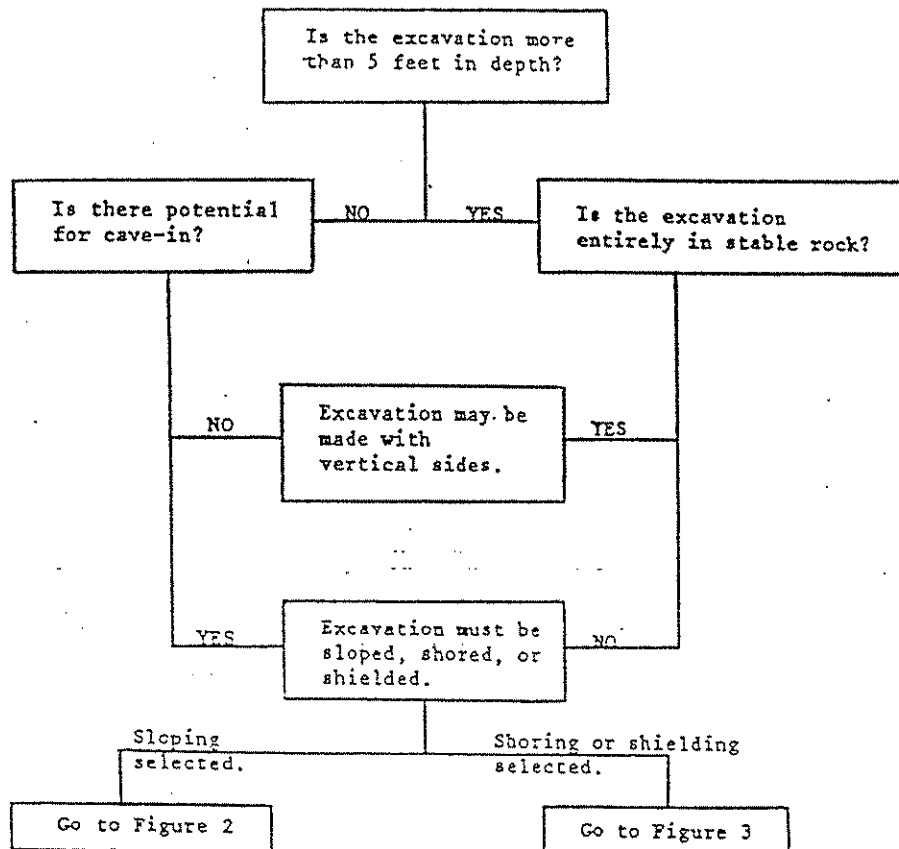 Is the excavation more
than 5 feet in depth?
Is there potential
for cave-in?
NO
YES
Is the excavation
entirely in stable rock?
NO
Excavation may be
made with
vertical sides.
YES
YES
Excavation must be
sloped, shored, or
shielded.
NO
Sloping
selected.
Shoring or shielding
selected.
Go to Figure 2
Go to Figure 3